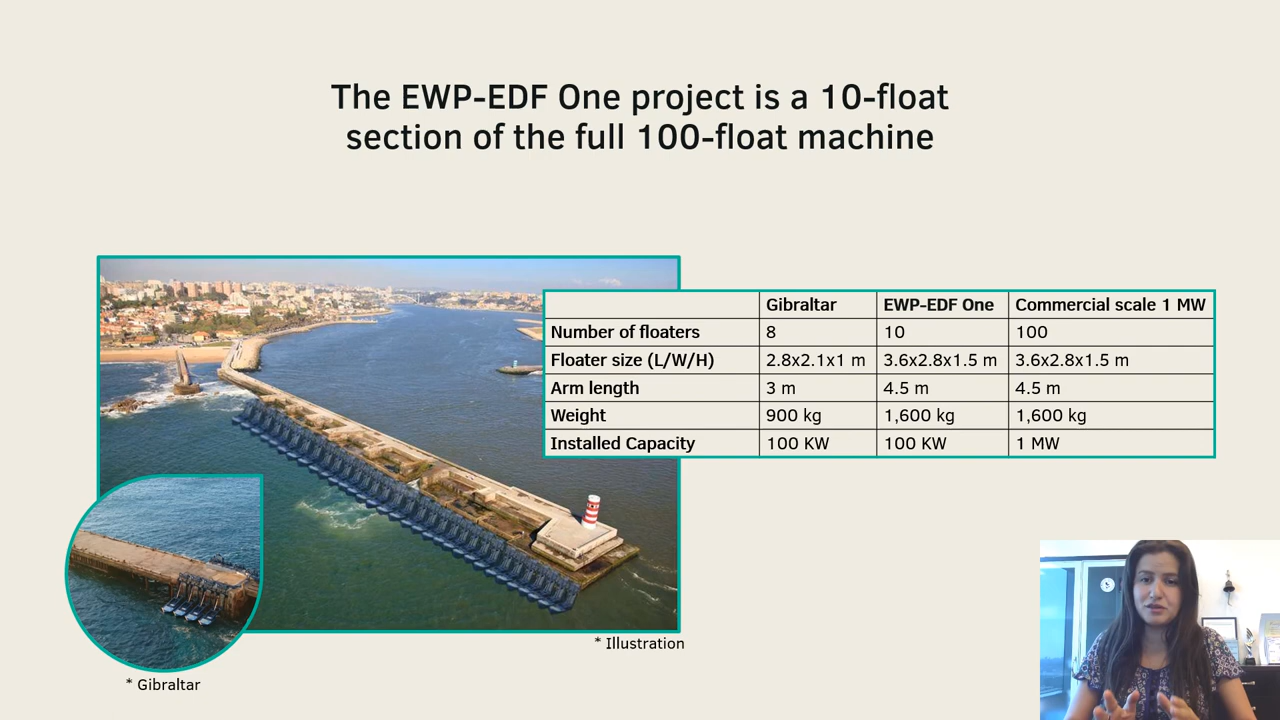 The EWP-EDF One project is a 10-float
section of the full 100-float machine
Gibraltar EWP-EDF One Commercial scale 1 MW
Number of floaters 8 10 100
Floater size (L/W/H) 2.8x2.1x1 m 3.6x2.8x1.5 m 3.6x2.8x1.5 m
Arm length 3 m 4.5 m 4.5 m
Weight 900 kg 1,600 kg 1,600 kg
Installed Capacity 100 KW 100 KW 1 MW
* Illustration
* Gibraltar